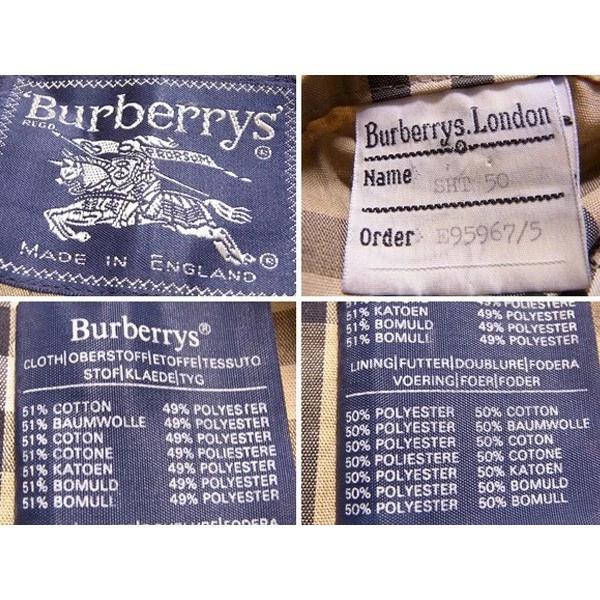 'Burberrys'
REGD
PRORSUM
MADE IN ENGLAND
Burberrys.London
Name SHT 50
Order E95967/5
Burberrys®
CLOTH|OBERSTOFF|ETOFFE|TESSUTO
STOF|KLAEDE|TYG
51% COTTON 49% POLYESTER
51% BAUMWOLLE 49% POLYESTER
51% COTON 49% POLYESTER
51% COTONE 49% POLIESTERE
51% KATOEN 49% POLYESTER
51% BOMULD 49% POLYESTER
51% BOMULL 49% POLYESTER
49% POLIESTERE
51% KATOEN 49% POLYESTER
51% BOMULD 49% POLYESTER
51% BOMULL 49% POLYESTER
LINING|FUTTER|DOUBLURE|FODERA
VOERING|FOER|FODER
50% POLYESTER 50% COTTON
50% POLYESTER 50% BAUMWOLLE
50% POLYESTER 50% COTON
50% POLIESTERE 50% COTONE
50% POLYESTER 50% KATOEN
50% POLYESTER 50% BOMULD
50% POLYESTER 50% BOMULL